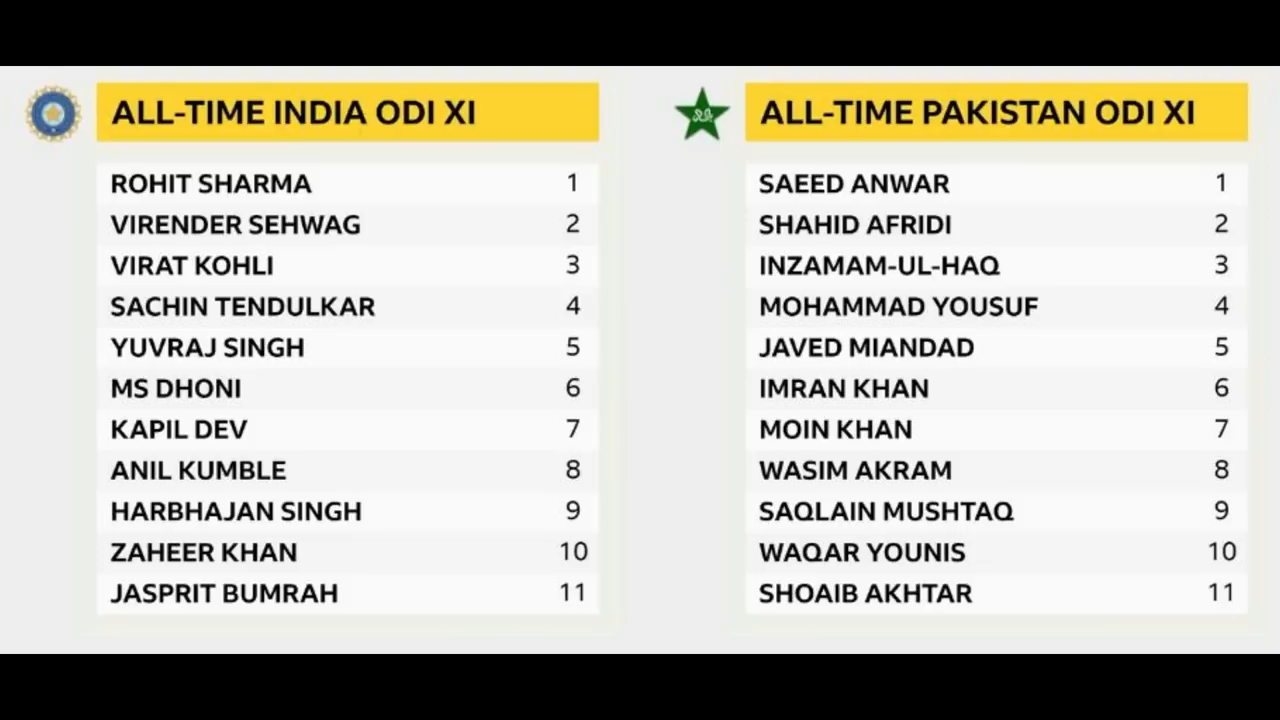 ALL-TIME INDIA ODI XI
ROHIT SHARMA 1
VIRENDER SEHWAG 2
VIRAT KOHLI 3
SACHIN TENDULKAR 4
YUVRAJ SINGH 5
MS DHONI 6
KAPIL DEV 7
ANIL KUMBLE 8
HARBHAJAN SINGH 9
ZAHEER KHAN 10
JASPRIT BUMRAH 11
ALL-TIME PAKISTAN ODI XI
SAEED ANWAR 1
SHAHID AFRIDI 2
INZAMAM-UL-HAQ 3
MOHAMMAD YOUSUF 4
JAVED MIANDAD 5
IMRAN KHAN 6
MOIN KHAN 7
WASIM AKRAM 8
SAQLAIN MUSHTAQ 9
WAQAR YOUNIS 10
SHOAIB AKHTAR 11